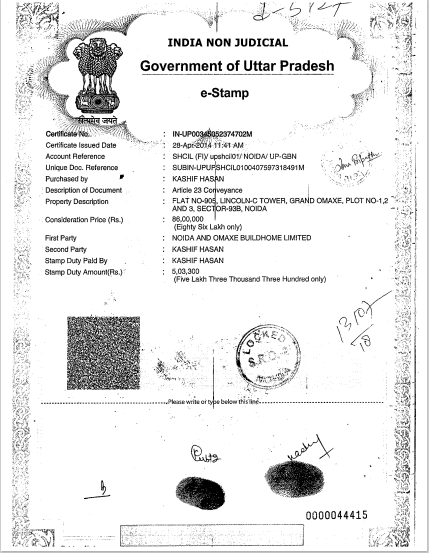 INDIA NON JUDICIAL
Government of Uttar Pradesh
e-Stamp
सत्यमेव जयते
Certificate No. : IN-UP00348052374702M
Certificate Issued Date : 28-Apr-2014 11:41 AM
Account Reference : SHCIL (FI)/ upshcil01/ NOIDA/ UP-GBN
Unique Doc. Reference : SUBIN-UPUPSHCIL0100407597318491M
Purchased by : KASHIF HASAN
Description of Document : Article 23 Conveyance
Property Description : FLAT NO-905, LINCOLN-C TOWER, GRAND OMAXE, PLOT NO-1,2
AND 3, SECTOR-93B, NOIDA
Consideration Price (Rs.) : 86,00,000
(Eighty Six Lakh only)
First Party : NOIDA AND OMAXE BUILDHOME LIMITED
Second Party : KASHIF HASAN
Stamp Duty Paid By : KASHIF HASAN
Stamp Duty Amount(Rs.) : 5,03,300
(Five Lakh Three Thousand Three Hundred only)
LOCKED
Please write or type below this line
0000044415